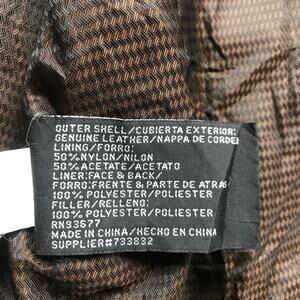 OUTER SHELL/CUBIERTA EXTERIOR:
GENUINE LEATHER/NAPPA DE CORDE
LINING/FORRO:
50%NYLON/NILON
50%ACETATE/ACETATO
LINER:FACE & BACK/
FORRO:FRENTE & PARTE DE ATRAS
100% POLYESTER/POLIESTER
FILLER/RELLENO:
100% POLYESTER/POLIESTER
RN93677
MADE IN CHINA/HECHO EN CHINA
SUPPLIER#733832